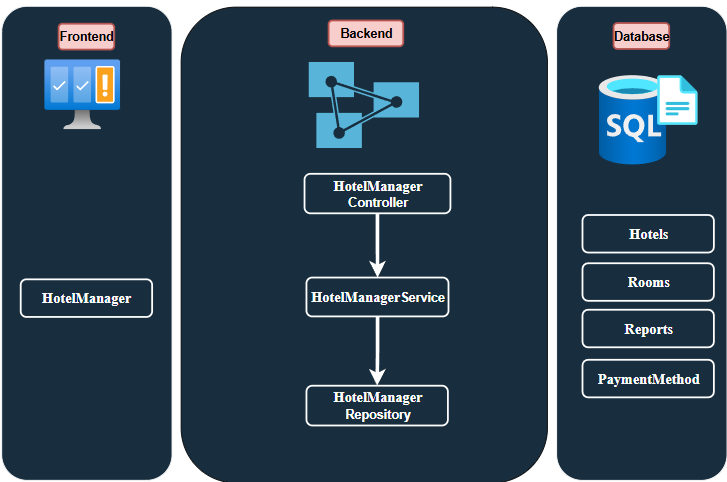 Frontend
HotelManager
Backend
HotelManager
Controller
HotelManagerService
HotelManager
Repository
Database
SQL
Hotels
Rooms
Reports
PaymentMethod